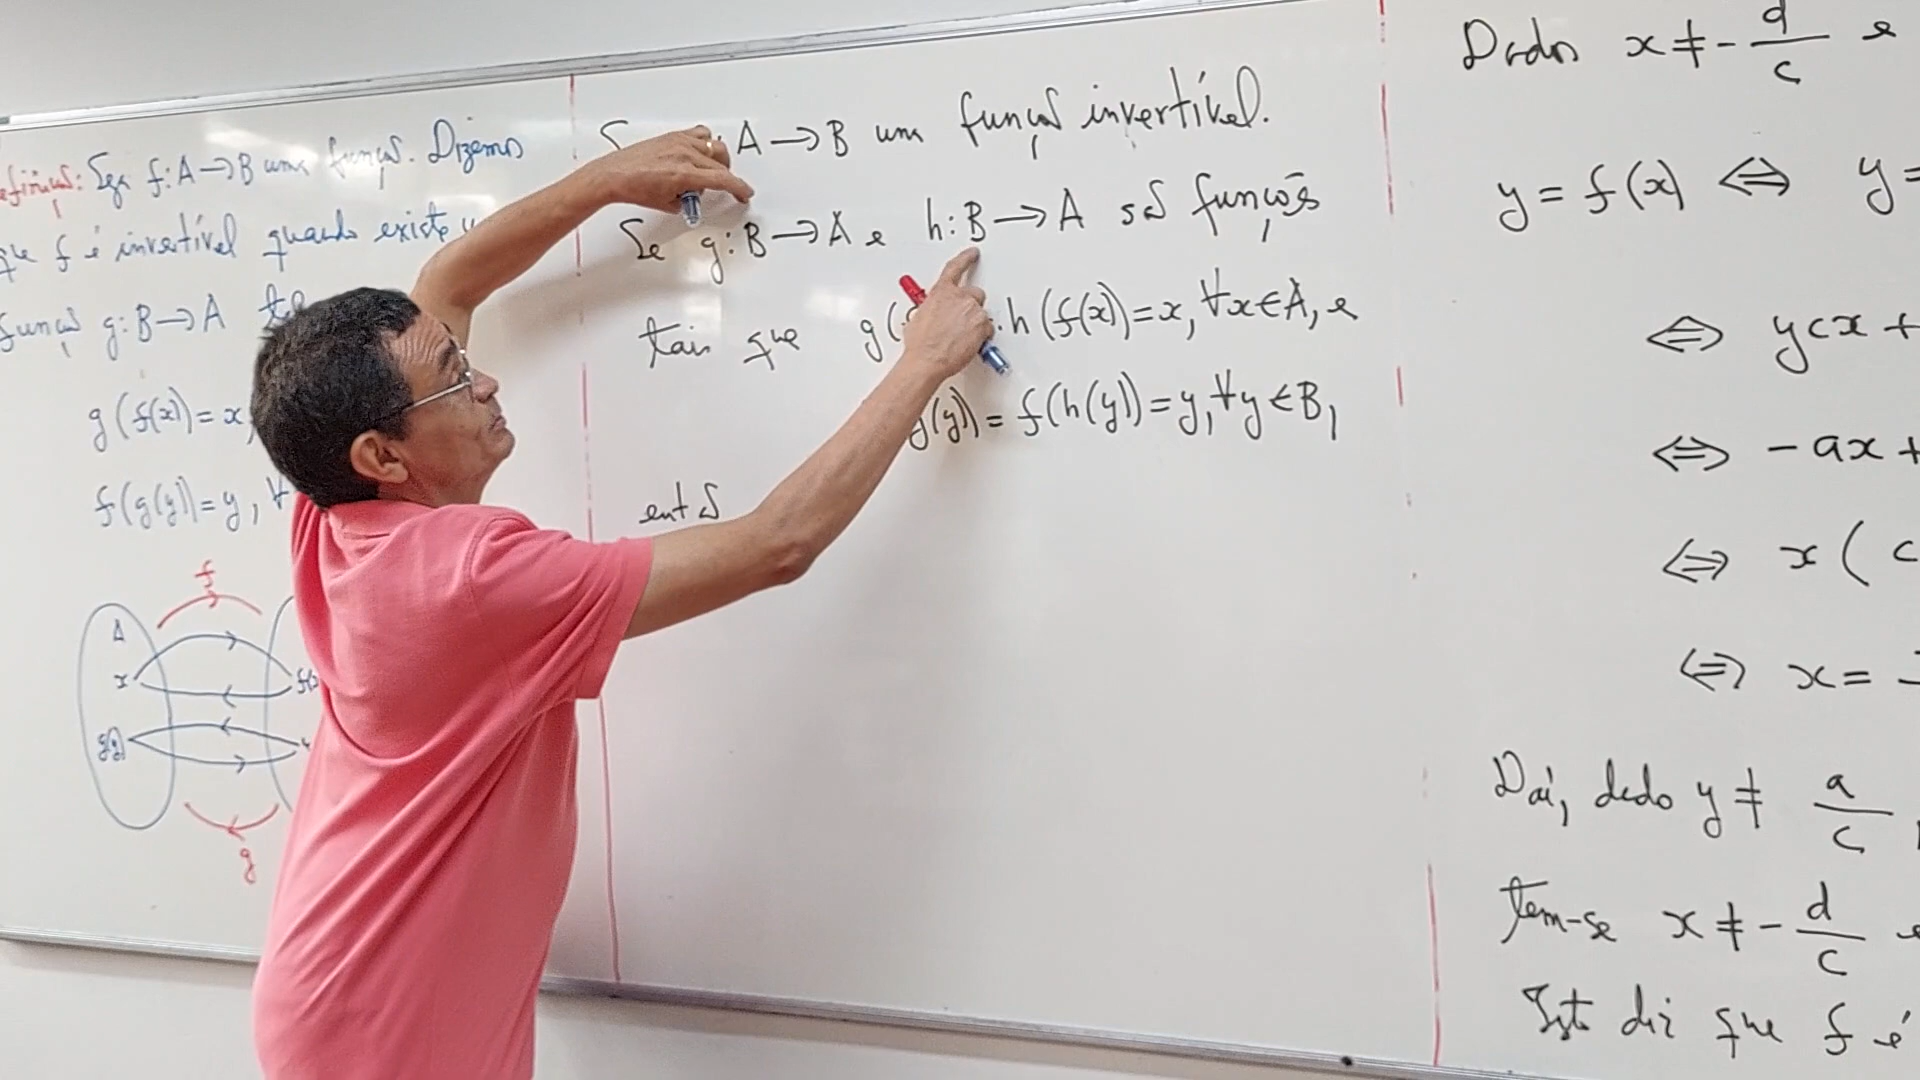 Definição: Seja f: A → B uma função. Dizemos
que f é invertível quando existe
função g: B → A
g(f(x)) = x,
f(g(y)) = y, ∀
f
A
x
f(x)
g(y)
y
g
A → B uma função invertível.
Se g: B → A e h: B → A são funções
tais que g( h(f(x)) = x, ∀x ∈ A, e
g(y)) = f(h(y)) = y, ∀y ∈ B,
então
Dados x ≠ - d/c e
y = f(x) ⇔ y =
⇔ ycx +
⇔ -ax +
⇔ x( c
⇔ x =
Daí, dado y ≠ a/c,
tem-se x ≠ - d/c e
Isto diz que f é